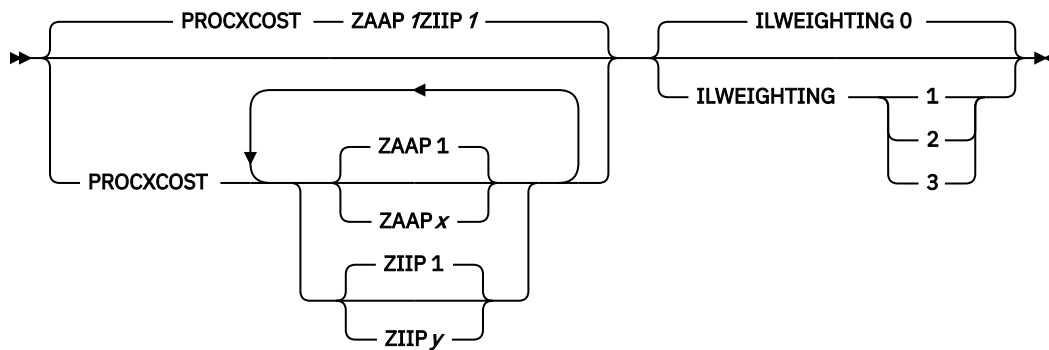 PROCXCOST ZAAP 1ZIIP 1 ILWEIGHTING 0
ILWEIGHTING 1
2
3
ZAAP 1
PROCXCOST
ZAAP x
ZIIP 1
ZIIP y